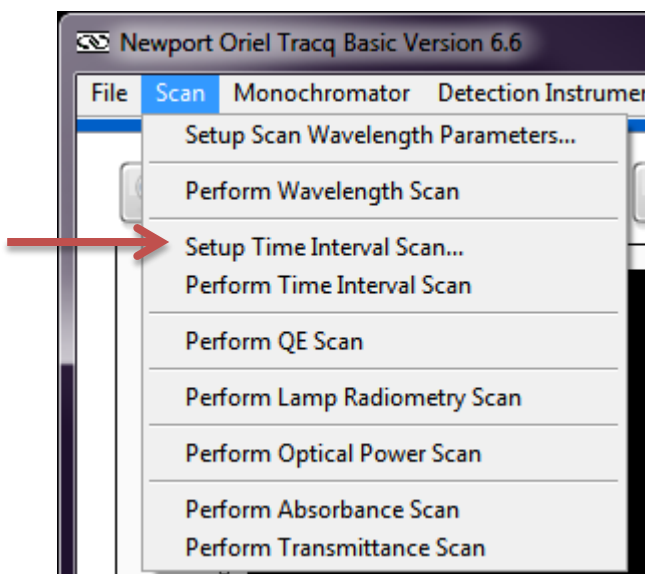 Newport Oriel Tracq Basic Version 6.6
File Scan Monochromator Detection Instrumen
Setup Scan Wavelength Parameters...
Perform Wavelength Scan
Setup Time Interval Scan...
Perform Time Interval Scan
Perform QE Scan
Perform Lamp Radiometry Scan
Perform Optical Power Scan
Perform Absorbance Scan
Perform Transmittance Scan